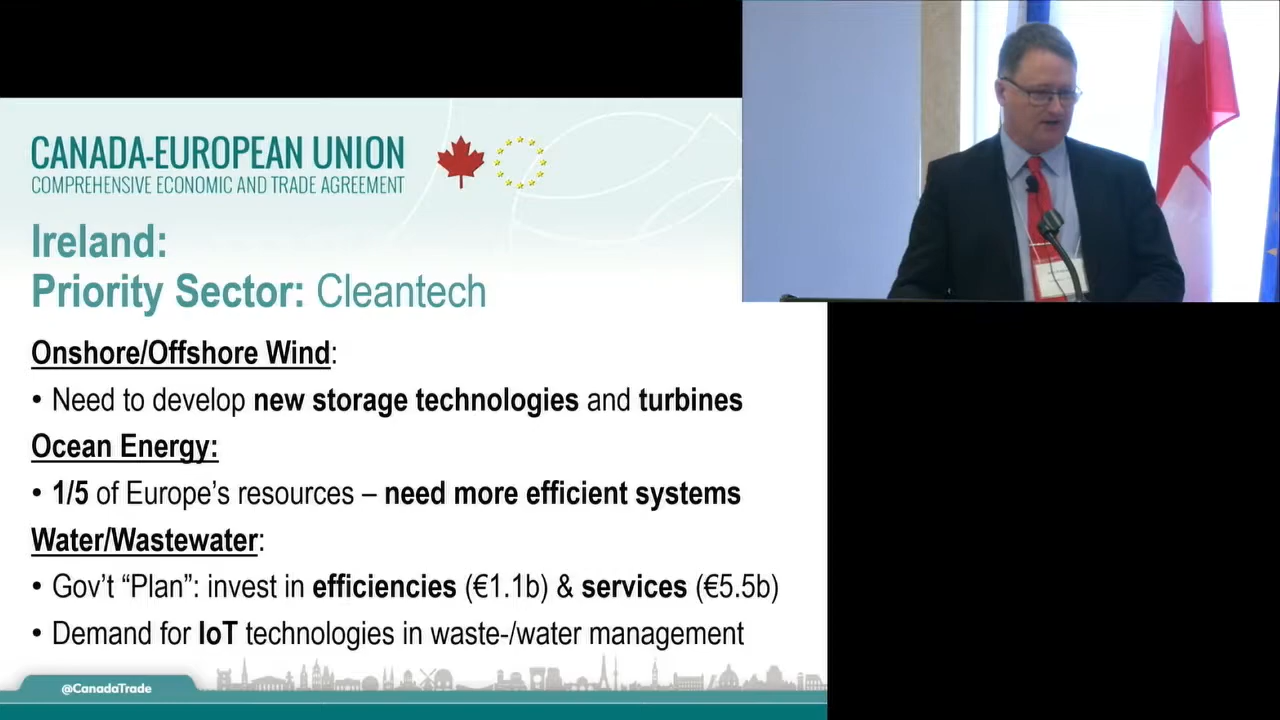 CANADA-EUROPEAN UNION
COMPREHENSIVE ECONOMIC AND TRADE AGREEMENT
Ireland:
Priority Sector: Cleantech
Onshore/Offshore Wind:
• Need to develop new storage technologies and turbines
Ocean Energy:
• 1/5 of Europe's resources – need more efficient systems
Water/Wastewater:
• Gov't “Plan”: invest in efficiencies (€1.1b) & services (€5.5b)
• Demand for IoT technologies in waste-/water management
@CanadaTrade